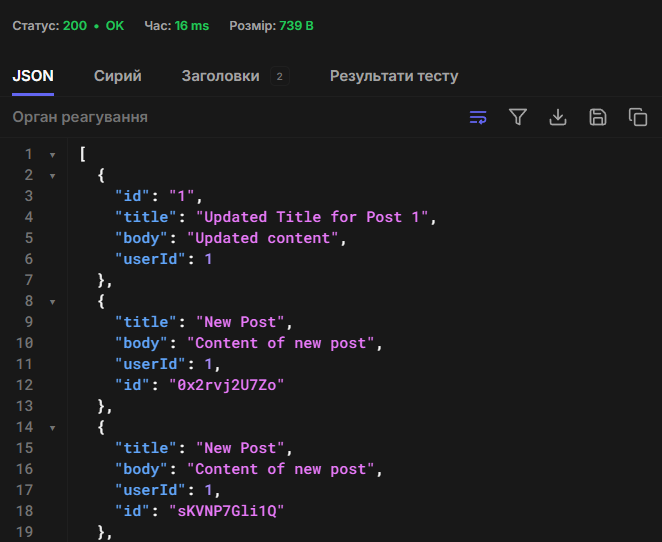 Статус: 200 • OK Час: 16 ms Розмір: 739 B
JSON Сирий Заголовки 2 Результати тесту
Орган реагування
1 [
2 {
3 "id": "1",
4 "title": "Updated Title for Post 1",
5 "body": "Updated content",
6 "userId": 1
7 },
8 {
9 "title": "New Post",
10 "body": "Content of new post",
11 "userId": 1,
12 "id": "0x2rvj2U7Zo"
13 },
14 {
15 "title": "New Post",
16 "body": "Content of new post",
17 "userId": 1,
18 "id": "sKVNP7Gli1Q"
19 },